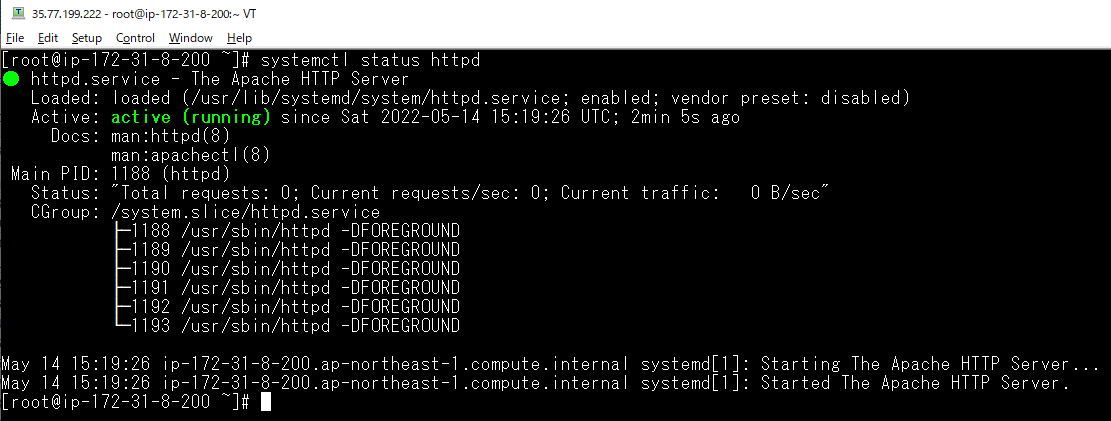 35.77.199.222 - root@ip-172-31-8-200:~ VT
File Edit Setup Control Window Help
[root@ip-172-31-8-200 ~]# systemctl status httpd
● httpd.service - The Apache HTTP Server
   Loaded: loaded (/usr/lib/systemd/system/httpd.service; enabled; vendor preset: disabled)
   Active: active (running) since Sat 2022-05-14 15:19:26 UTC; 2min 5s ago
     Docs: man:httpd(8)
           man:apachectl(8)
 Main PID: 1188 (httpd)
   Status: "Total requests: 0; Current requests/sec: 0; Current traffic:   0 B/sec"
   CGroup: /system.slice/httpd.service
           ├─1188 /usr/sbin/httpd -DFOREGROUND
           ├─1189 /usr/sbin/httpd -DFOREGROUND
           ├─1190 /usr/sbin/httpd -DFOREGROUND
           ├─1191 /usr/sbin/httpd -DFOREGROUND
           ├─1192 /usr/sbin/httpd -DFOREGROUND
           └─1193 /usr/sbin/httpd -DFOREGROUND
May 14 15:19:26 ip-172-31-8-200.ap-northeast-1.compute.internal systemd[1]: Starting The Apache HTTP Server...
May 14 15:19:26 ip-172-31-8-200.ap-northeast-1.compute.internal systemd[1]: Started The Apache HTTP Server.
[root@ip-172-31-8-200 ~]#